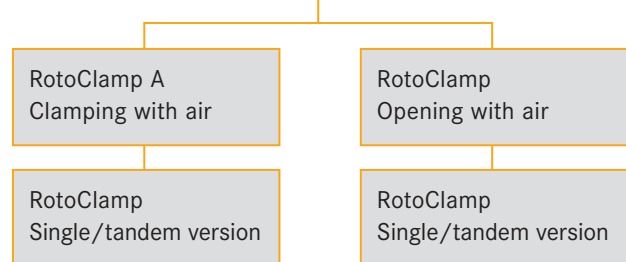 RotoClamp A
Clamping with air
RotoClamp
Opening with air
RotoClamp
Single/tandem version
RotoClamp
Single/tandem version